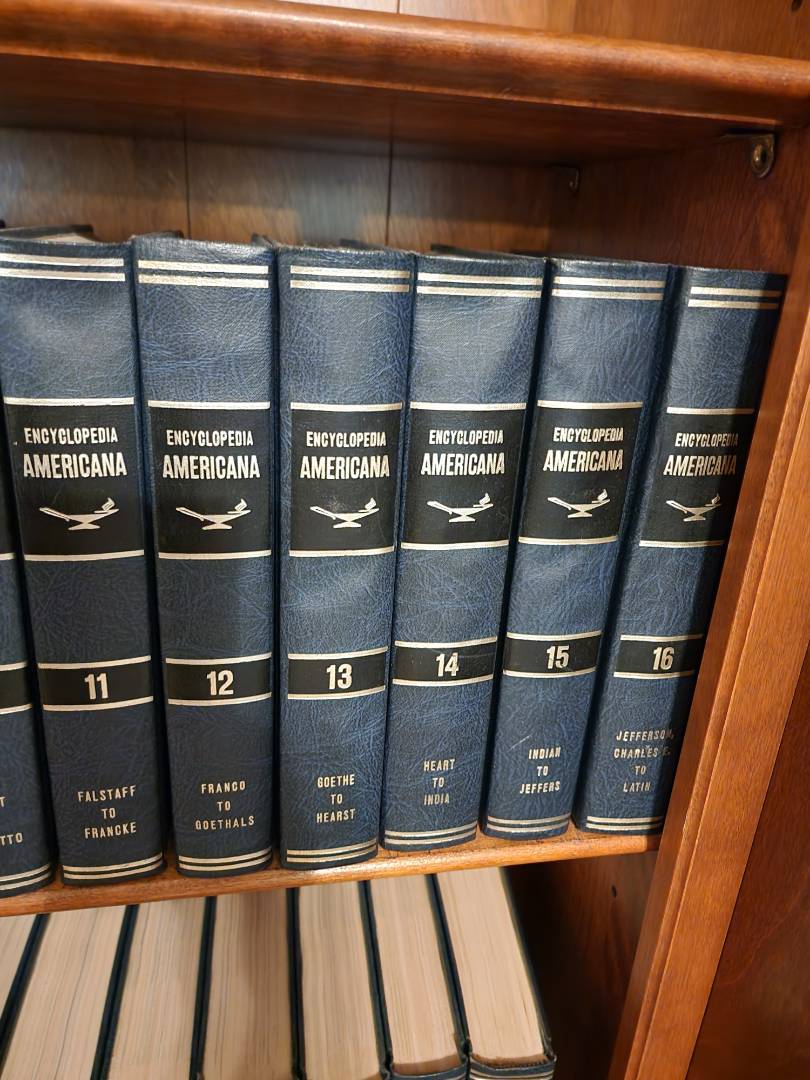 ENCYCLOPEDIA
AMERICANA
11
FALSTAFF
TO
FRANCKE
ENCYCLOPEDIA
AMERICANA
12
FRANCO
TO
GOETHALS
ENCYCLOPEDIA
AMERICANA
13
GOETHE
TO
HEARST
ENCYCLOPEDIA
AMERICANA
14
HEART
TO
INDIA
ENCYCLOPEDIA
AMERICANA
15
INDIAN
TO
JEFFERS
ENCYCLOPEDIA
AMERICANA
16
JEFFERSON,
CHARLES E.
TO
LATIN